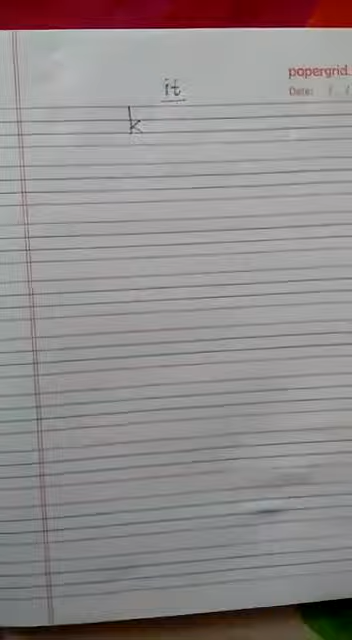 it
papergrid
Date: / /
k